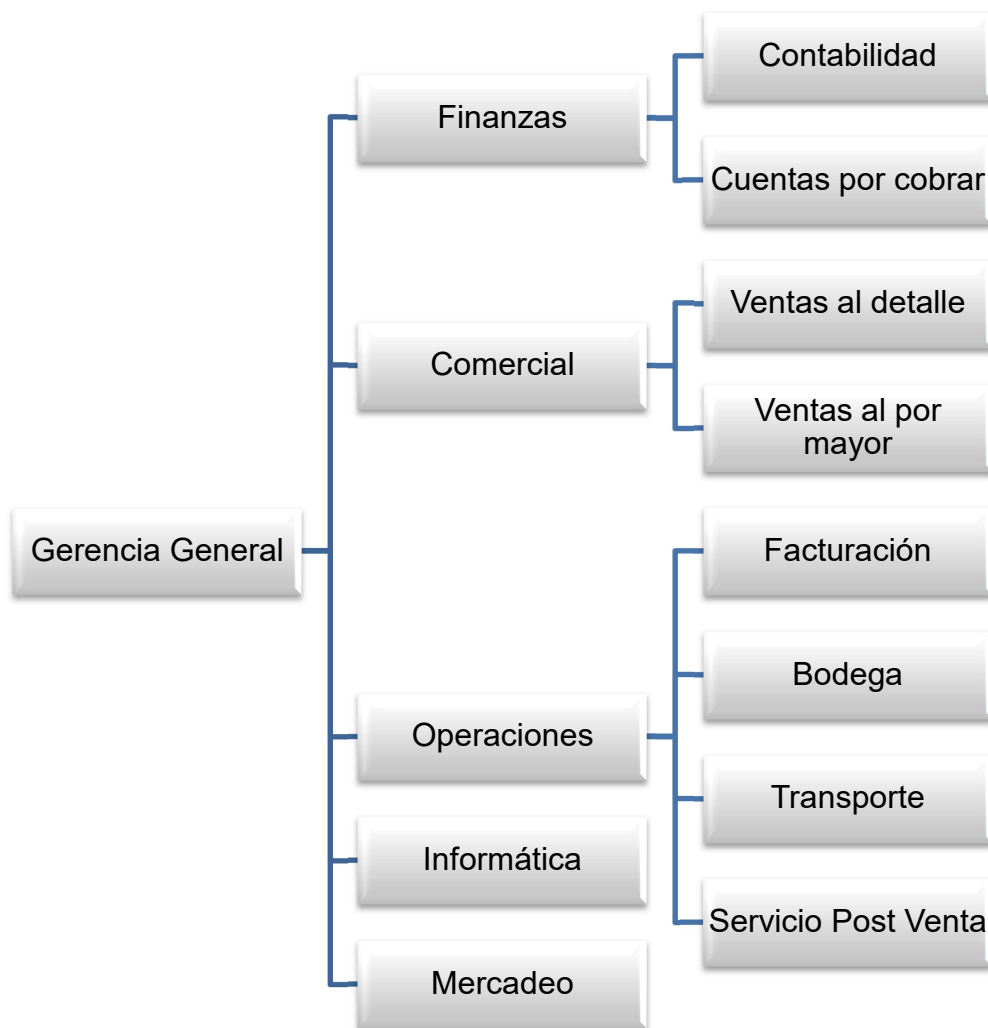 Gerencia General
Finanzas
Contabilidad
Cuentas por cobrar
Comercial
Ventas al detalle
Ventas al por
mayor
Operaciones
Facturación
Bodega
Transporte
Servicio Post Venta
Informática
Mercadeo